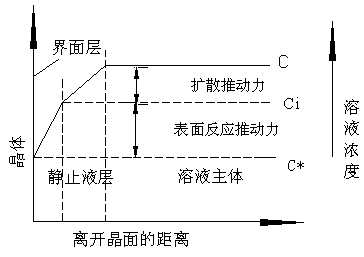 界面层
C
扩散推动力
Ci
表面反应推动力
C*
晶体
静止液层
溶液主体
离开晶面的距离
溶液浓度